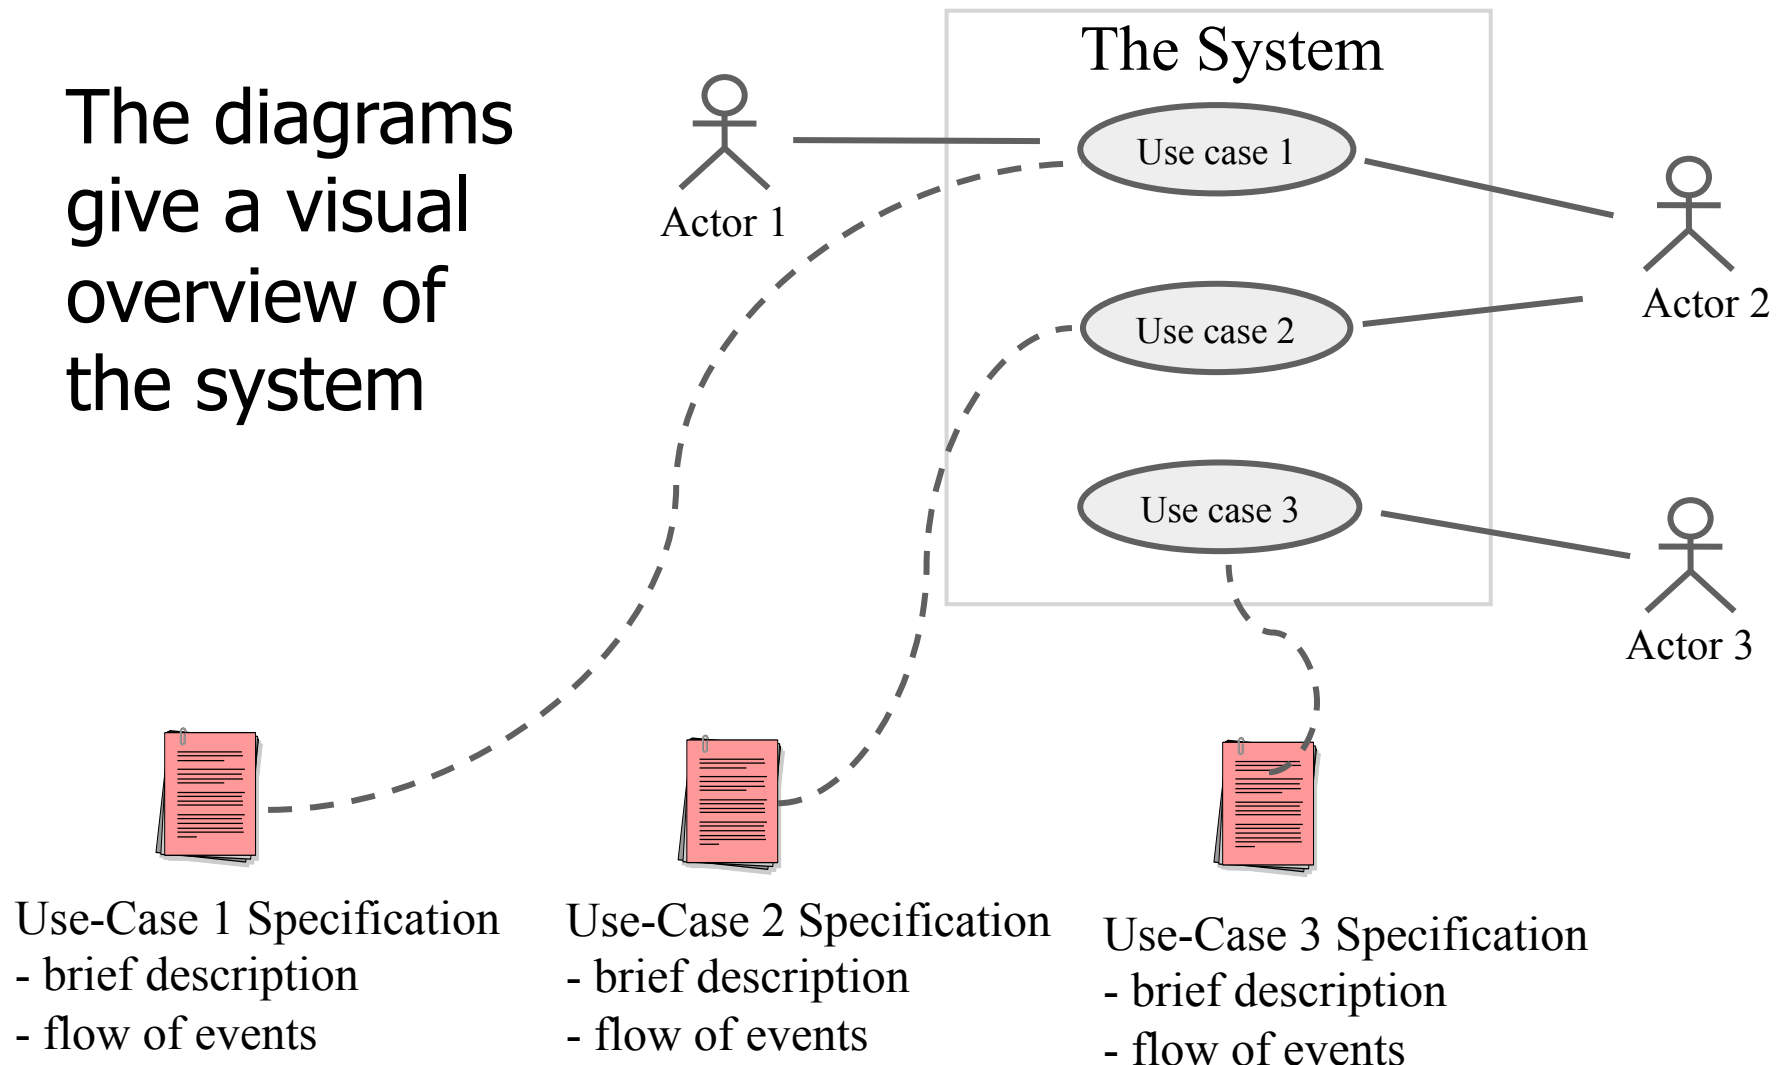 The diagrams
give a visual
overview of
the system
The System
Actor 1
Use case 1
Actor 2
Use case 2
Use case 3
Actor 3
Use-Case 1 Specification
- brief description
- flow of events
Use-Case 2 Specification
- brief description
- flow of events
Use-Case 3 Specification
- brief description
- flow of events